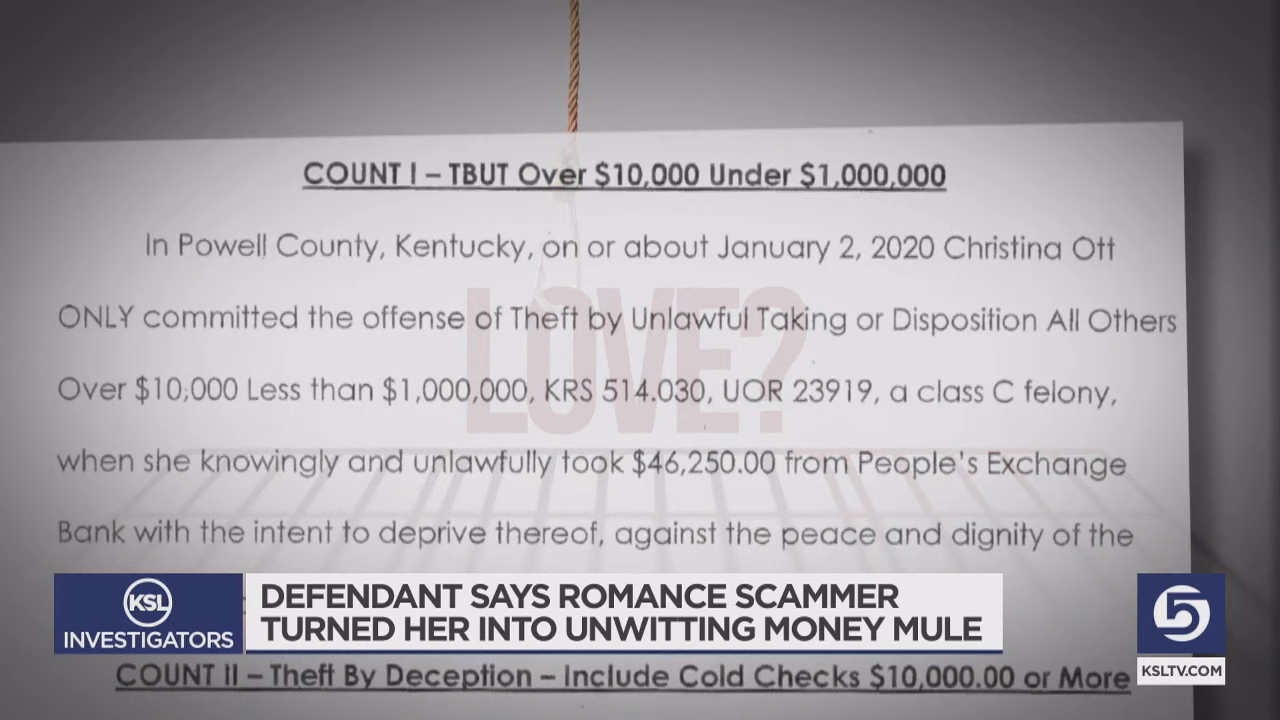 COUNT I – TBUT Over $10,000 Under $1,000,000
In Powell County, Kentucky, on or about January 2, 2020 Christina Ott
ONLY committed the offense of Theft by Unlawful Taking or Disposition All Others
Over $10,000 Less than $1,000,000, KRS 514.030, UOR 23919, a class C felony,
when she knowingly and unlawfully took $46,250.00 from People's Exchange
Bank with the intent to deprive thereof, against the peace and dignity of the
LOVE?
KSL
INVESTIGATORS
DEFENDANT SAYS ROMANCE SCAMMER
TURNED HER INTO UNWITTING MONEY MULE
5
KSLTV.COM
COUNT II – Theft By Deception – Include Cold Checks $10,000.00 or More